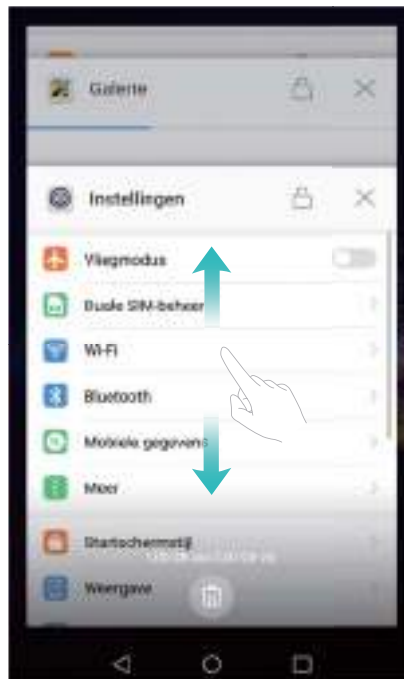 Galerie
Instellingen
Vliegmodus
Duale SIM-beheer
Wi-Fi
Bluetooth
Mobiele gegevens
Meer
Startschermstijl
Weergave